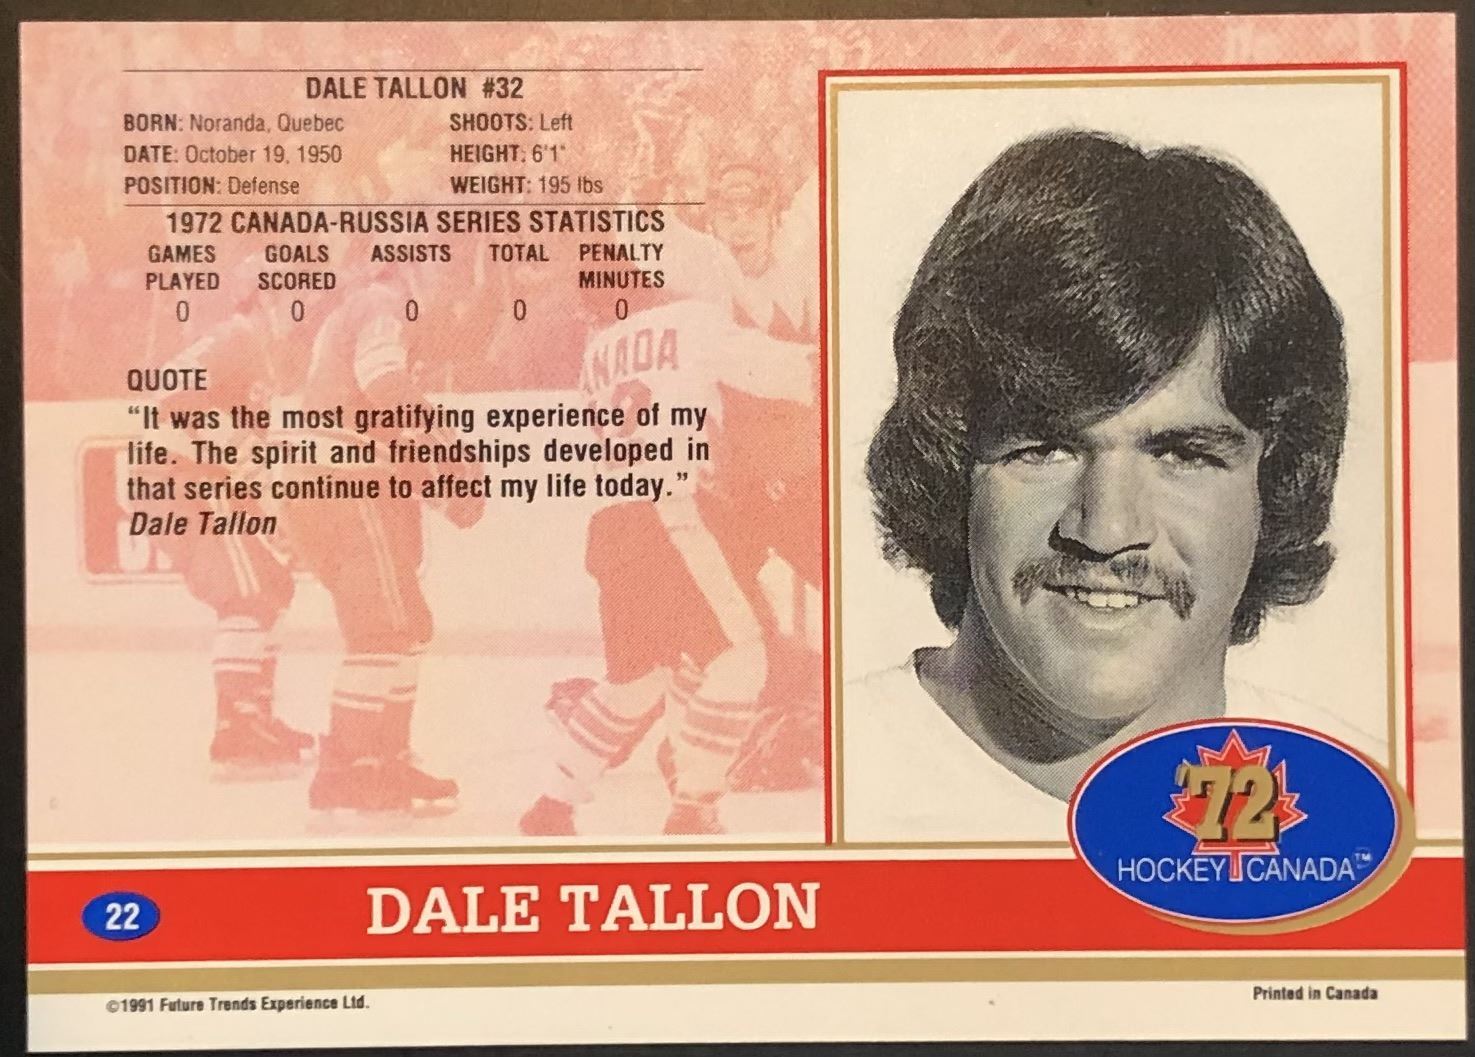 DALE TALLON #32
BORN: Noranda, Quebec SHOOTS: Left
DATE: October 19, 1950 HEIGHT: 6'1"
POSITION: Defense WEIGHT: 195 lbs
1972 CANADA-RUSSIA SERIES STATISTICS
GAMES GOALS ASSISTS TOTAL PENALTY
PLAYED SCORED MINUTES
0 0 0 0 0
QUOTE
“It was the most gratifying experience of my
life. The spirit and friendships developed in
that series continue to affect my life today.”
Dale Tallon
'72
HOCKEY CANADA™
22 DALE TALLON
©1991 Future Trends Experience Ltd.
Printed in Canada